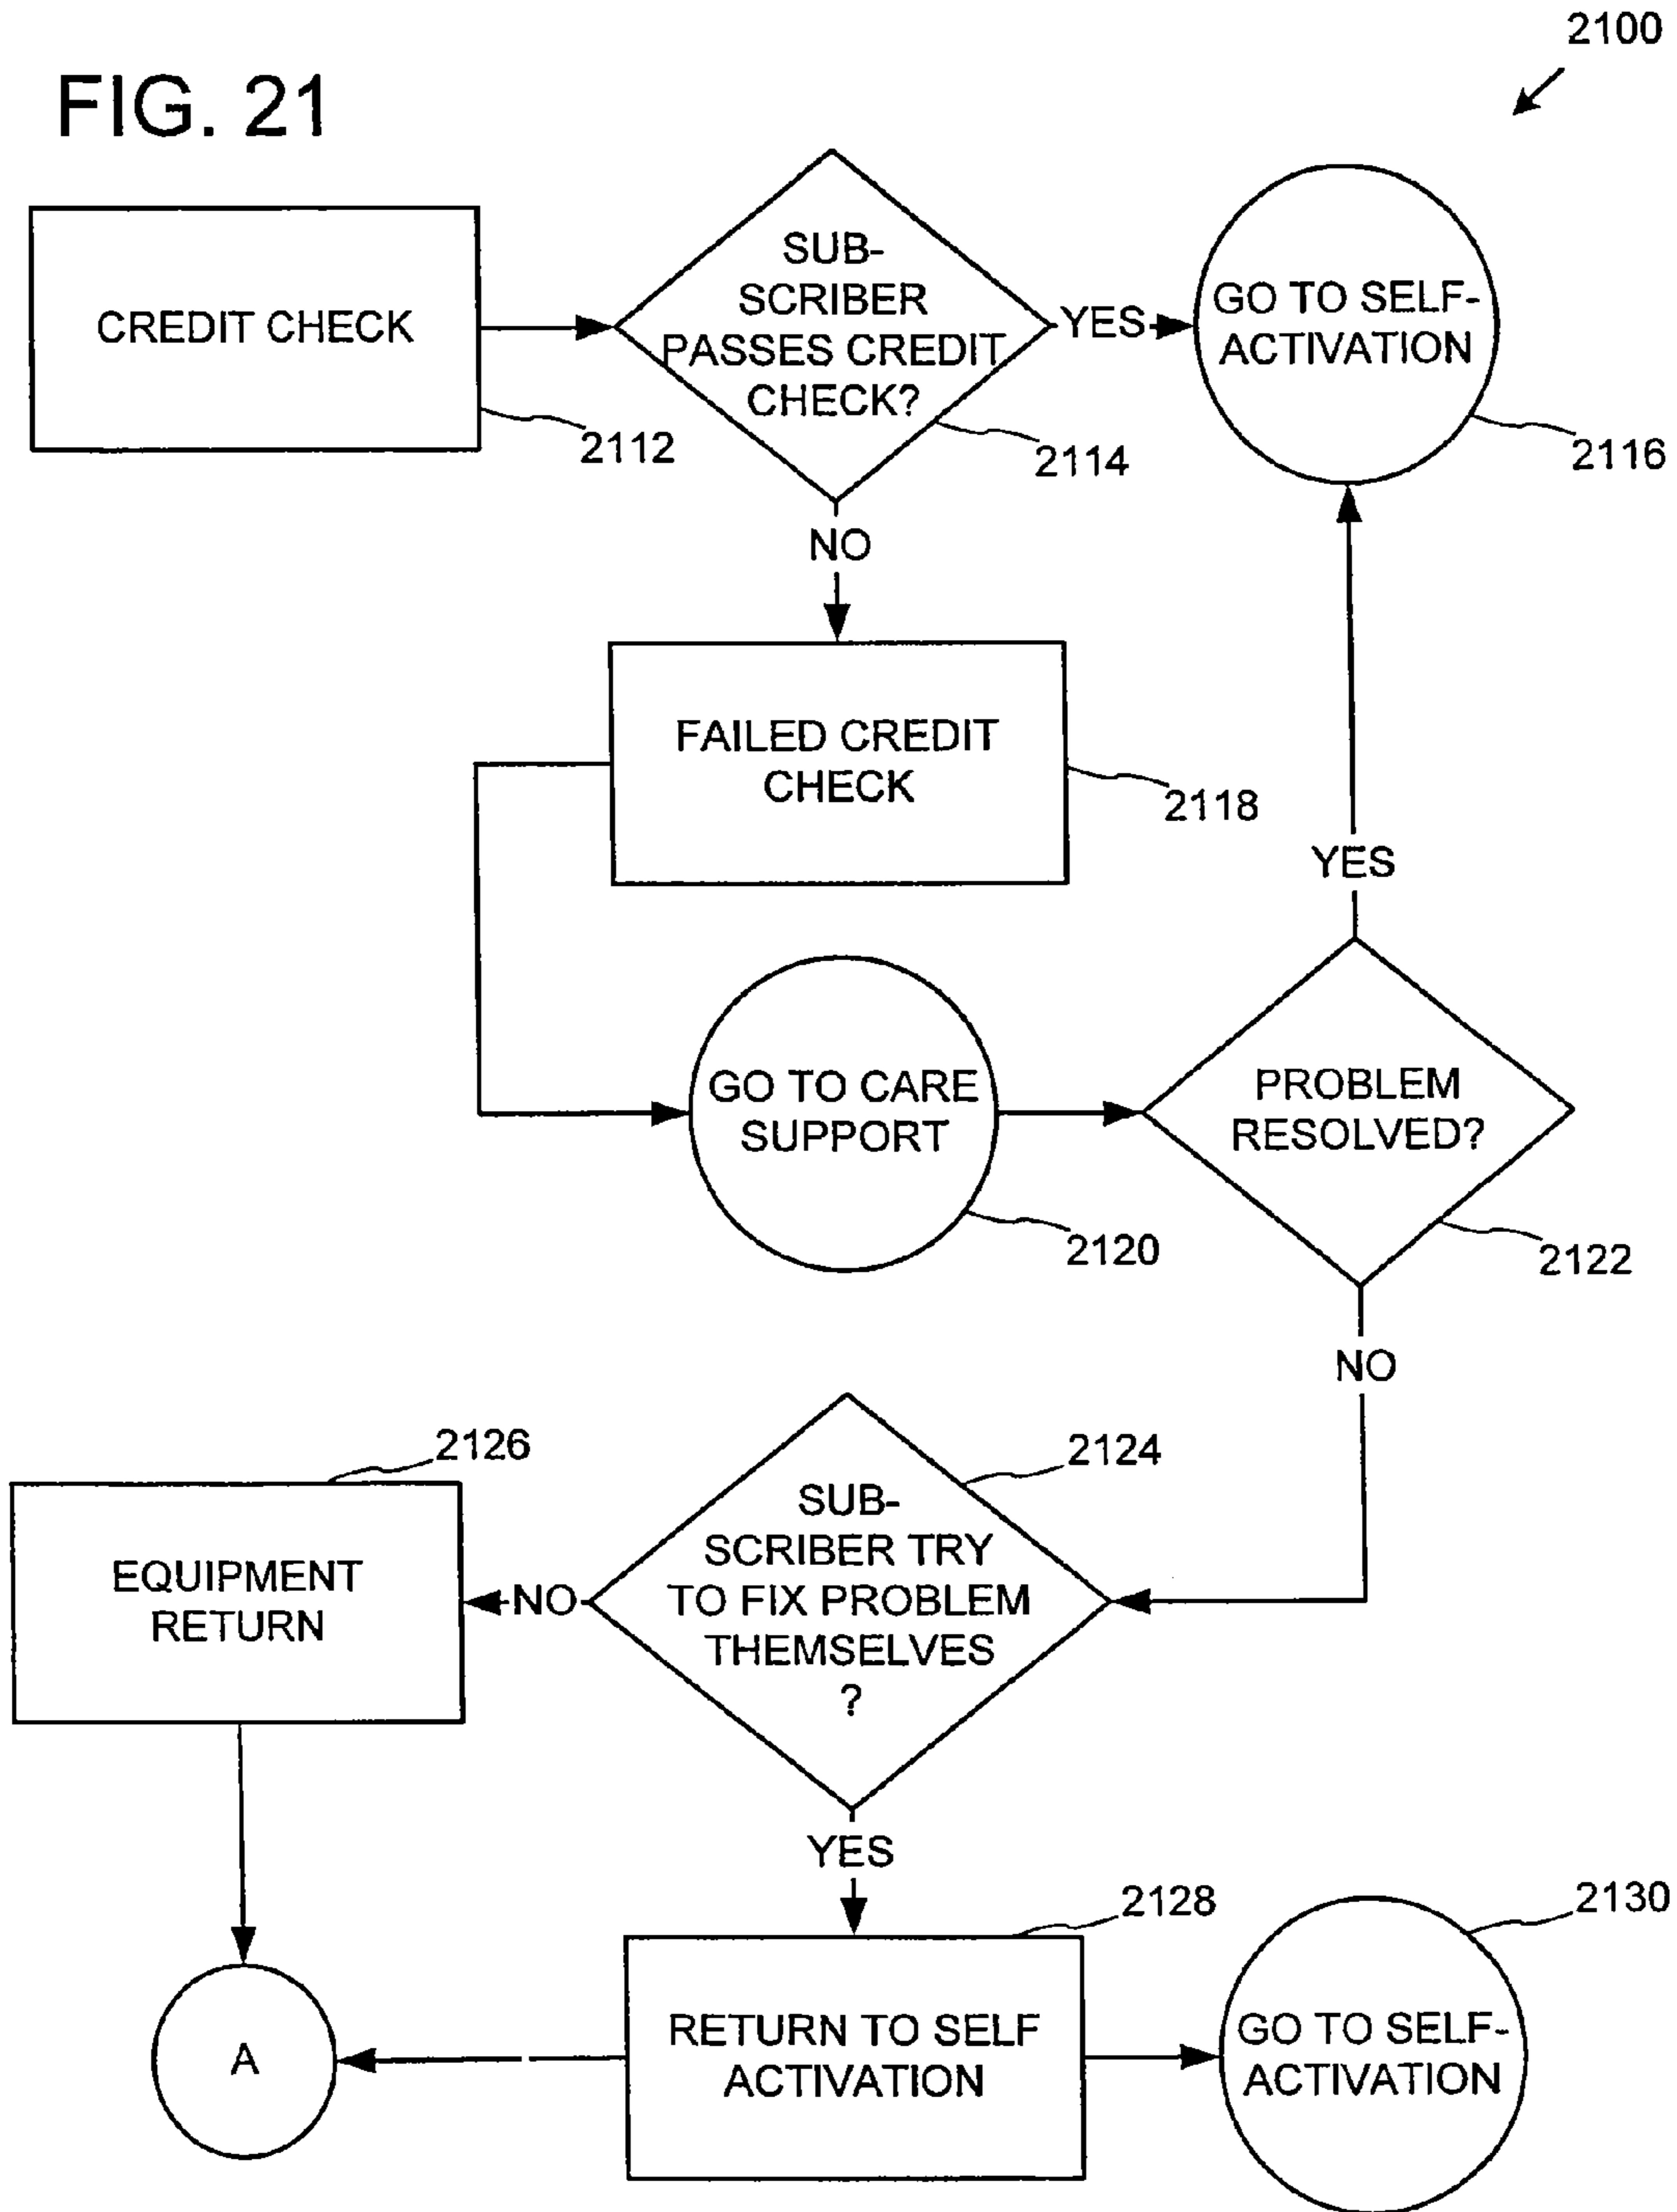 2100
FIG. 21
CREDIT CHECK
2112
SUB-
SCRIBER
PASSES CREDIT
CHECK?
2114
YES
GO TO SELF-
ACTIVATION
2116
NO
FAILED CREDIT
CHECK
2118
YES
GO TO CARE
SUPPORT
2120
PROBLEM
RESOLVED?
2122
NO
2126
EQUIPMENT
RETURN
NO
2124
SUB-
SCRIBER TRY
TO FIX PROBLEM
THEMSELVES
?
YES
2128
2130
A
RETURN TO SELF
ACTIVATION
GO TO SELF-
ACTIVATION